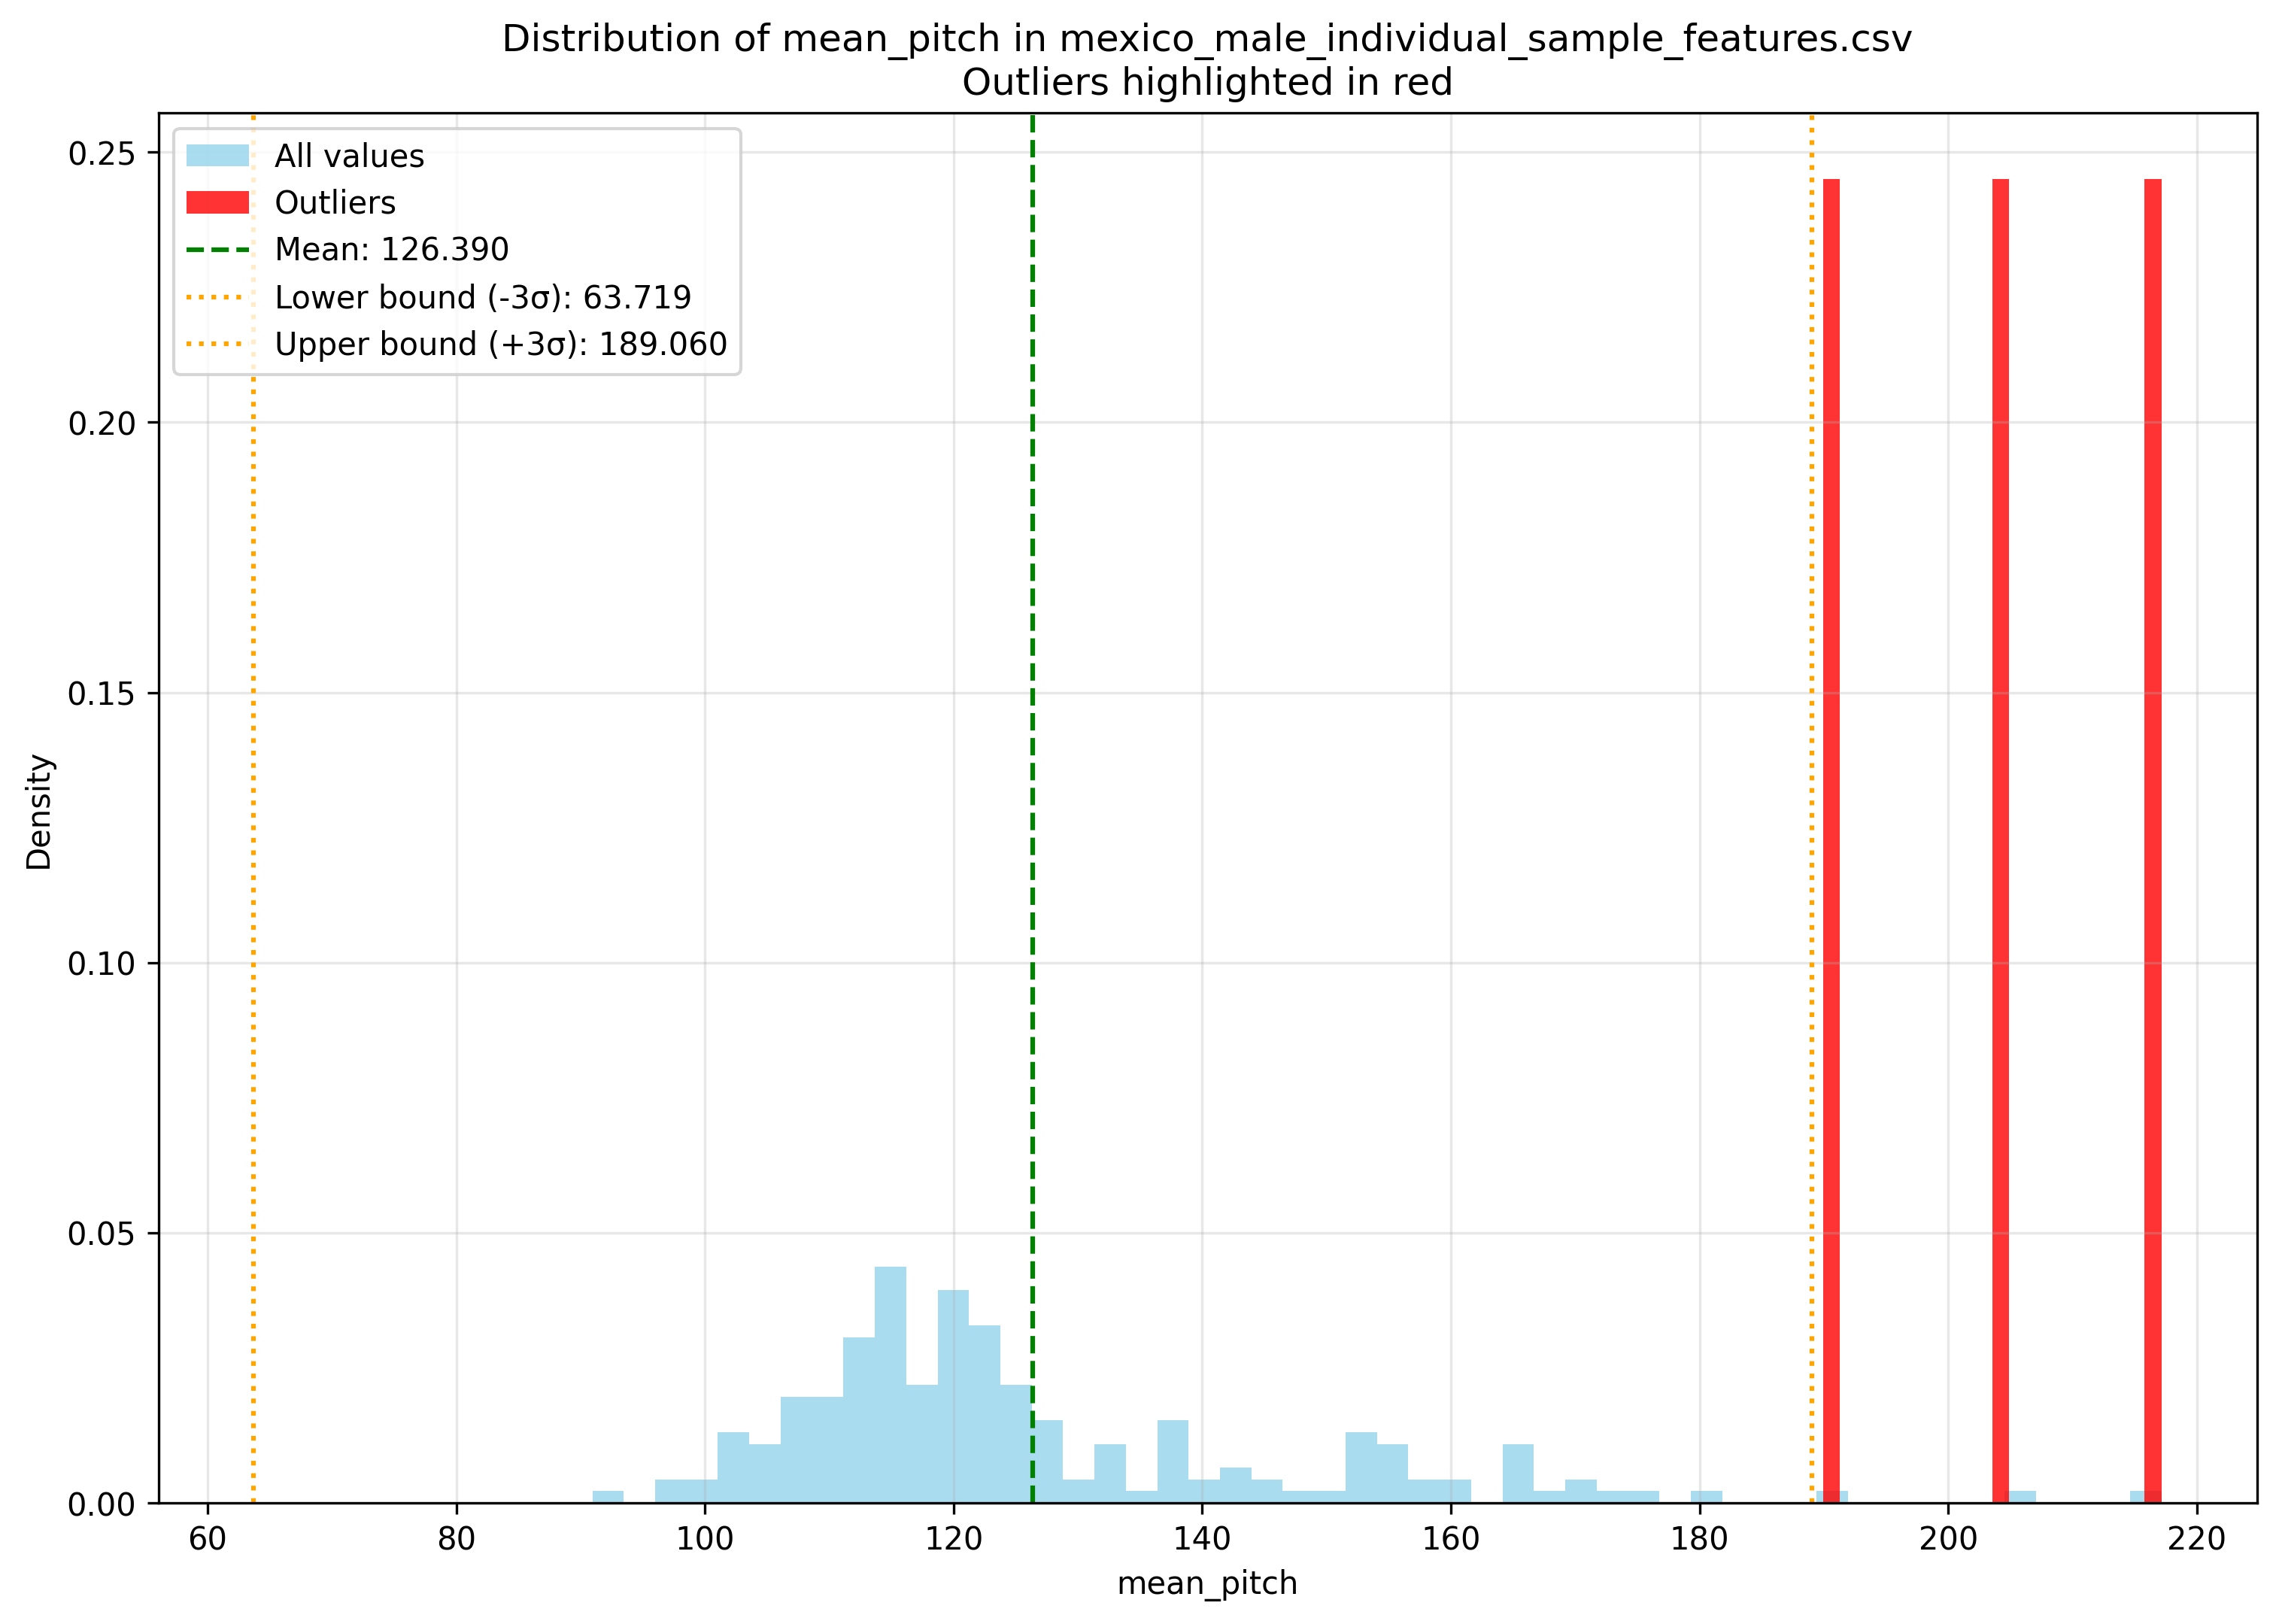 Distribution of mean_pitch in mexico_male_individual_sample_features.csv
Outliers highlighted in red
All values
Outliers
Mean: 126.390
Lower bound (-3σ): 63.719
Upper bound (+3σ): 189.060
0.25
0.20
0.15
0.10
0.05
0.00
Density
60 80 100 120 140 160 180 200 220
mean_pitch